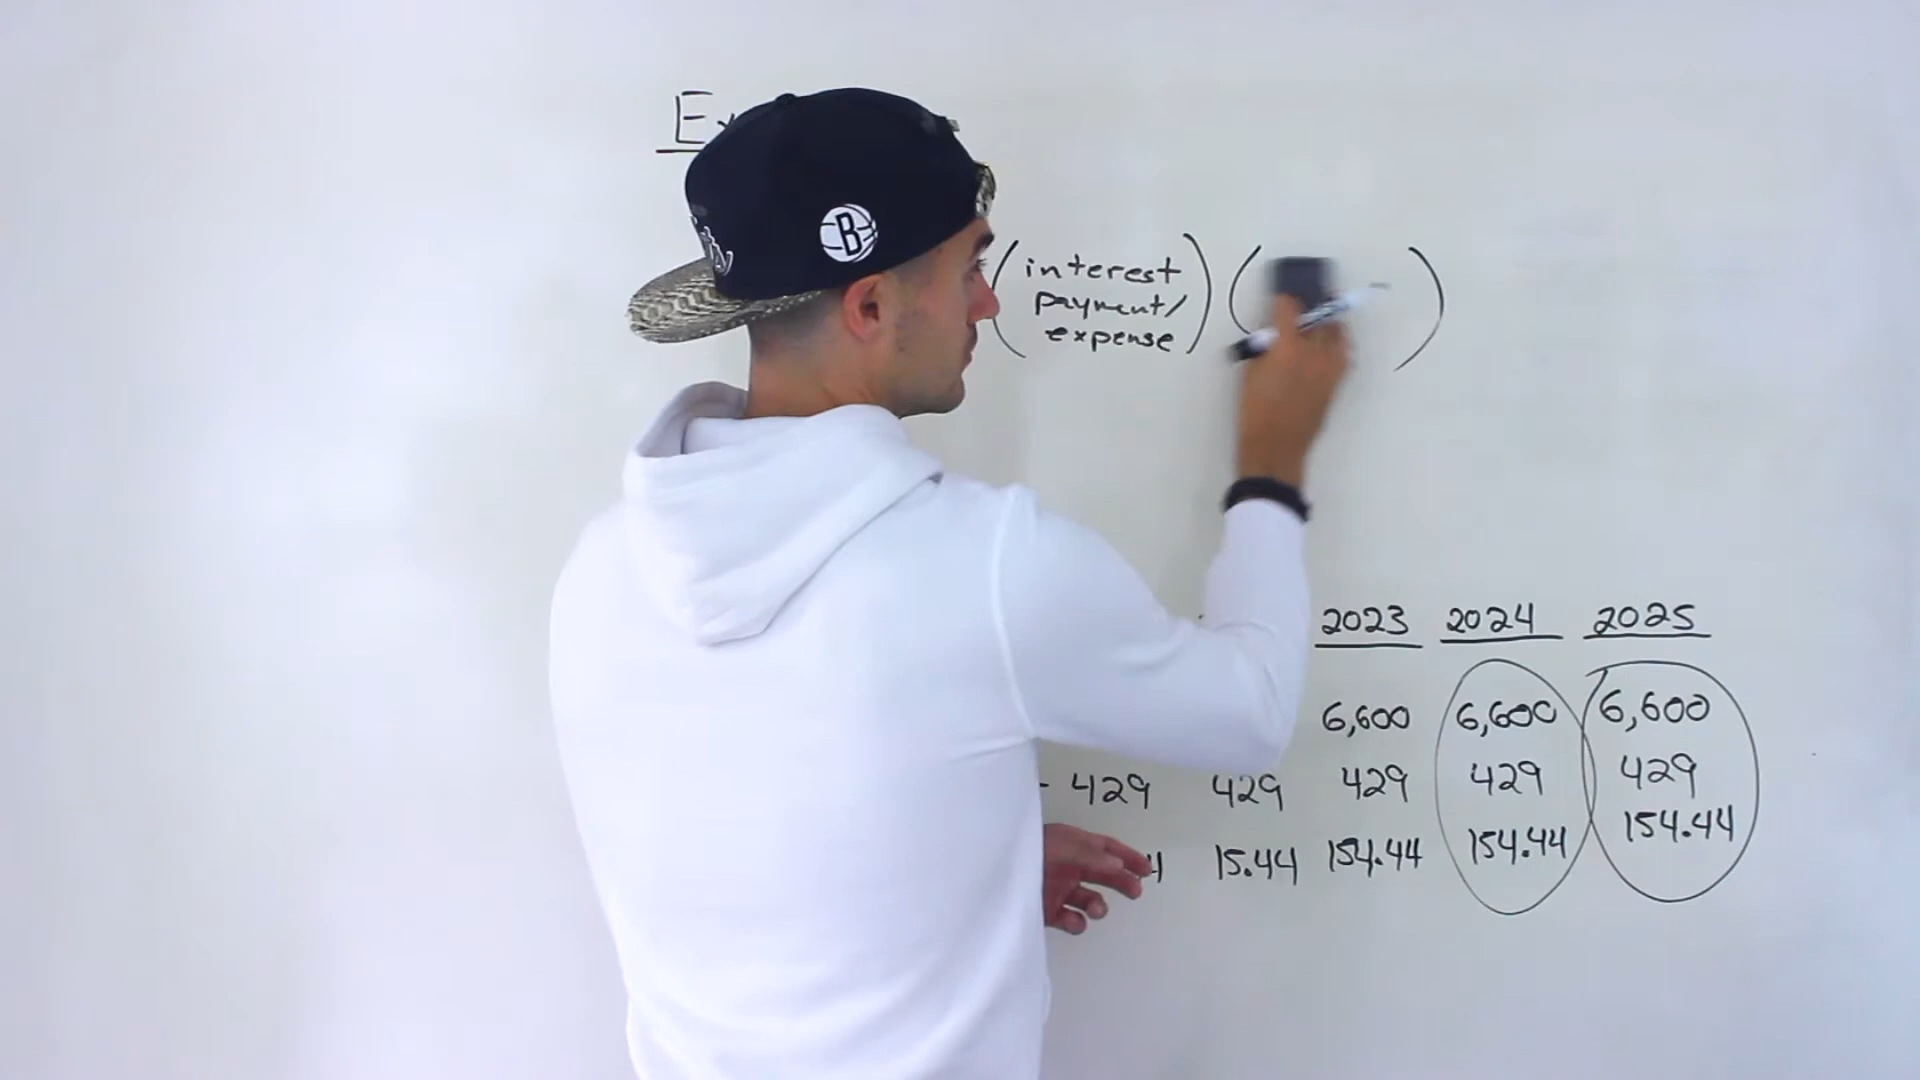 ( interest ) ( )
payment/
expense
2023 2024 2025
6,600 6,600 6,600
- 429 429 429 429 429
4 15.44 154.44 154.44 154.44
B